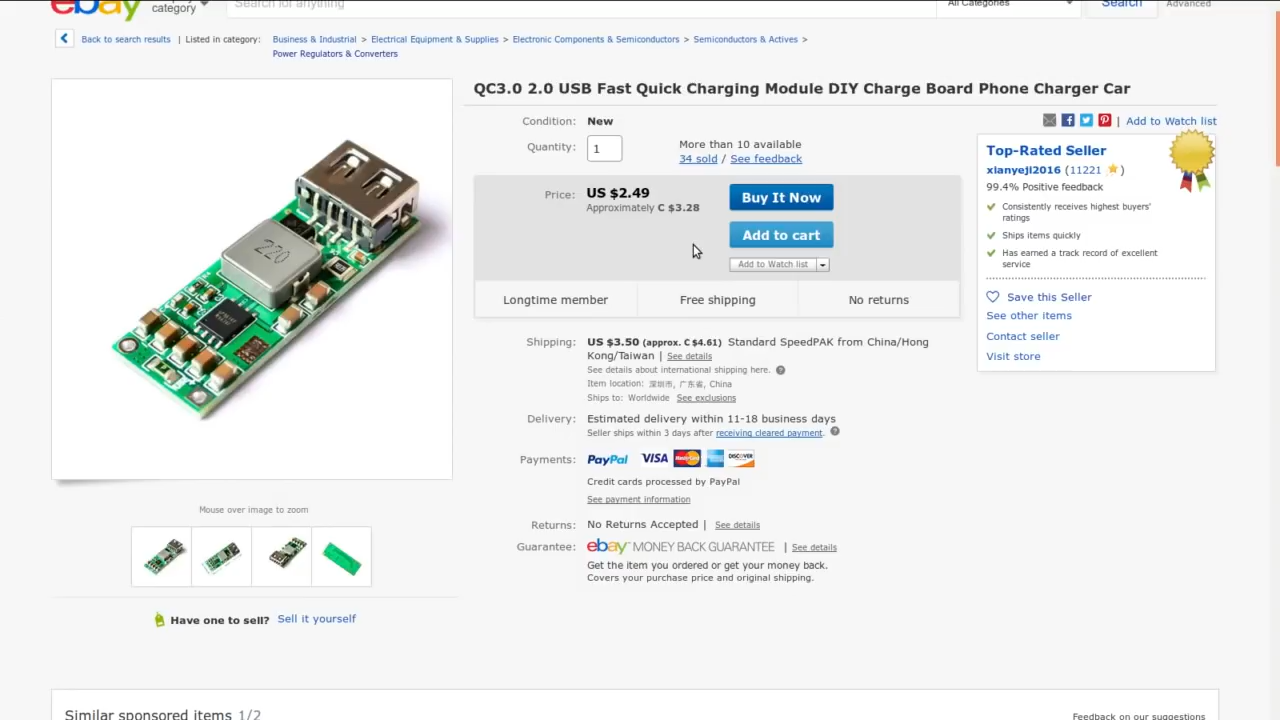 ebay
category
Search for anything
All Categories
Search
Advanced
Back to search results | Listed in category: Business & Industrial > Electrical Equipment & Supplies > Electronic Components & Semiconductors > Semiconductors & Actives >
Power Regulators & Converters
QC3.0 2.0 USB Fast Quick Charging Module DIY Charge Board Phone Charger Car
Condition: New
Quantity: 1
More than 10 available
34 sold / See feedback
Price: US $2.49
Approximately C $3.28
Buy It Now
Add to cart
Add to Watch list
Longtime member
Free shipping
No returns
Shipping: US $3.50 (approx. C $4.61) Standard SpeedPAK from China/Hong
Kong/Taiwan | See details
See details about international shipping here.
Item location: 深圳市, 广东省, China
Ships to: Worldwide See exclusions
Delivery: Estimated delivery within 11-18 business days
Seller ships within 3 days after receiving cleared payment.
Payments: PayPal VISA MasterCard DISCOVER
Credit cards processed by PayPal
See payment information
Returns: No Returns Accepted | See details
Guarantee: ebay MONEY BACK GUARANTEE | See details
Get the item you ordered or get your money back.
Covers your purchase price and original shipping.
| Add to Watch list
Top-Rated Seller
xianyeji2016 (11221)
99.4% Positive feedback
Consistently receives highest buyers'
ratings
Ships items quickly
Has earned a track record of excellent
service
Save this Seller
See other items
Contact seller
Visit store
220
Mouse over image to zoom
Have one to sell? Sell it yourself
Similar sponsored items 1/2
Feedback on our suggestions